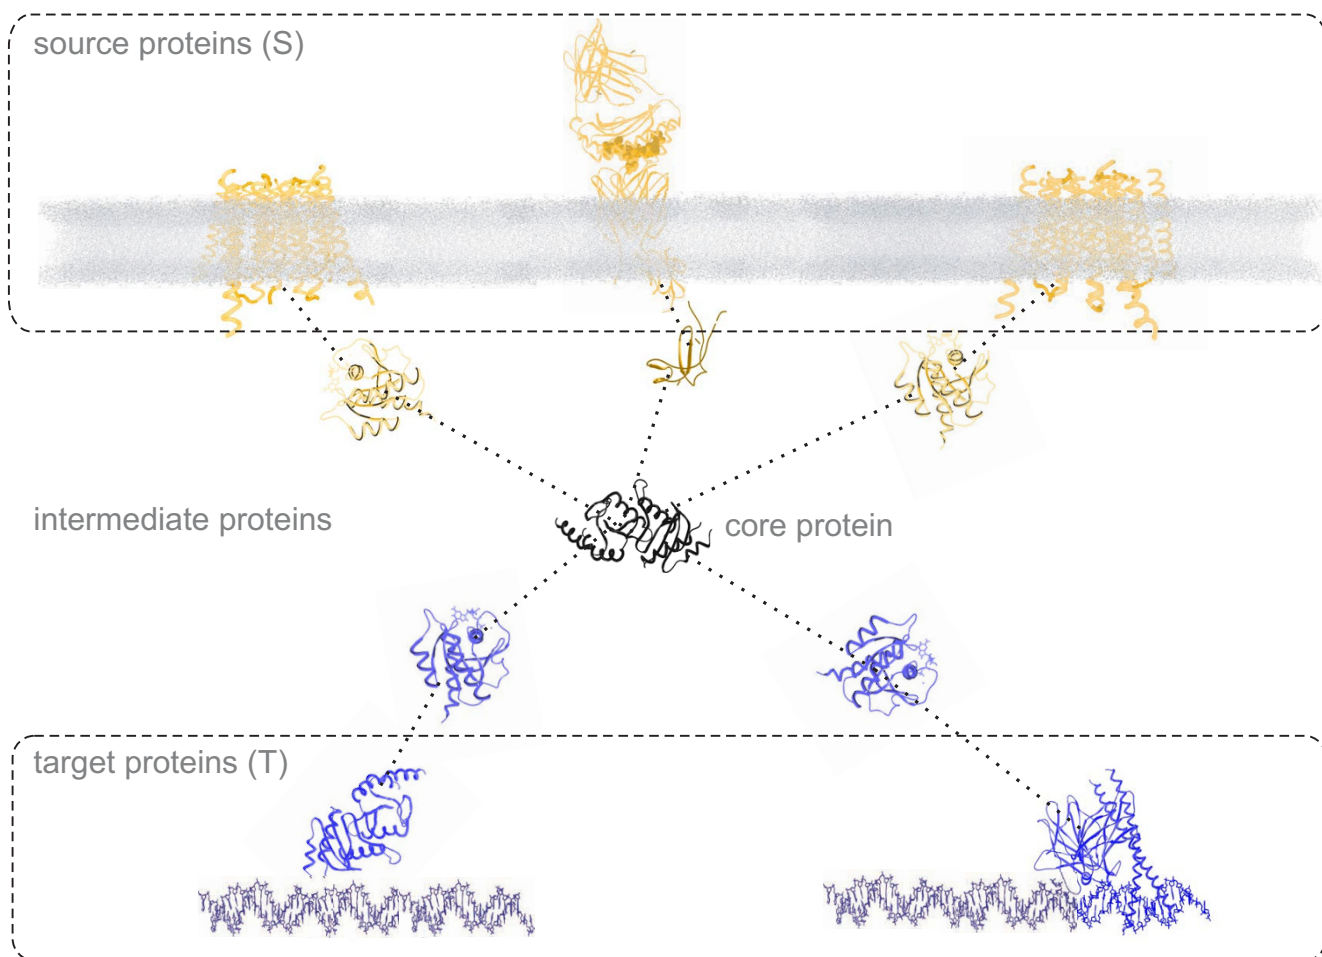 source proteins (S)
intermediate proteins
core protein
target proteins (T)